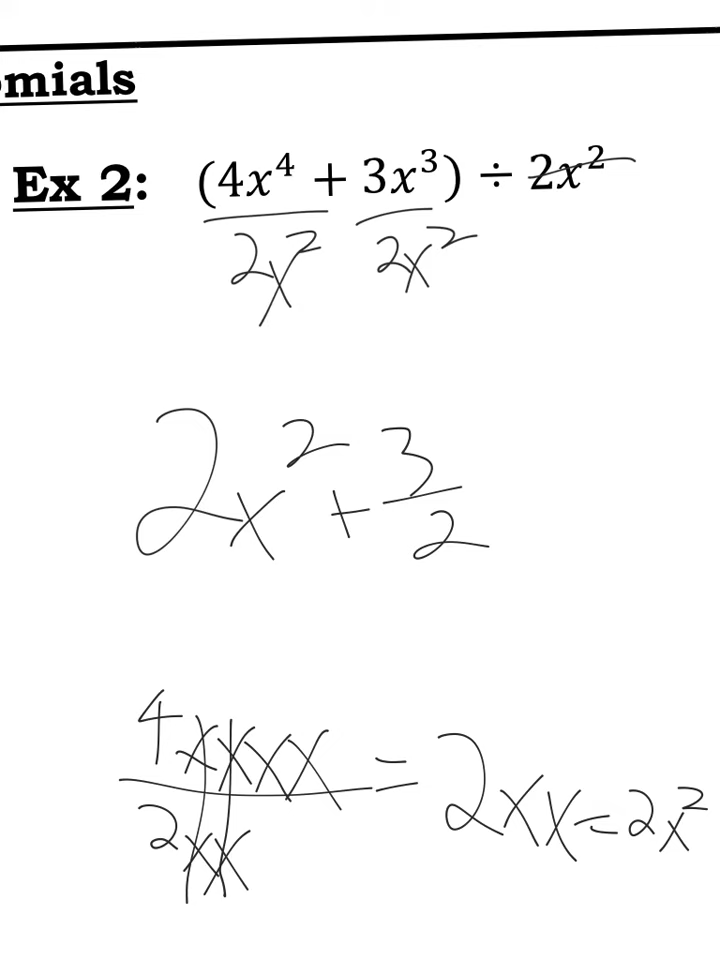 omials
Ex 2: (4x⁴ + 3x³) ÷ 2x²
2x² 2x²
2x² + 3/2
4xxxx/2xx = 2xx = 2x²